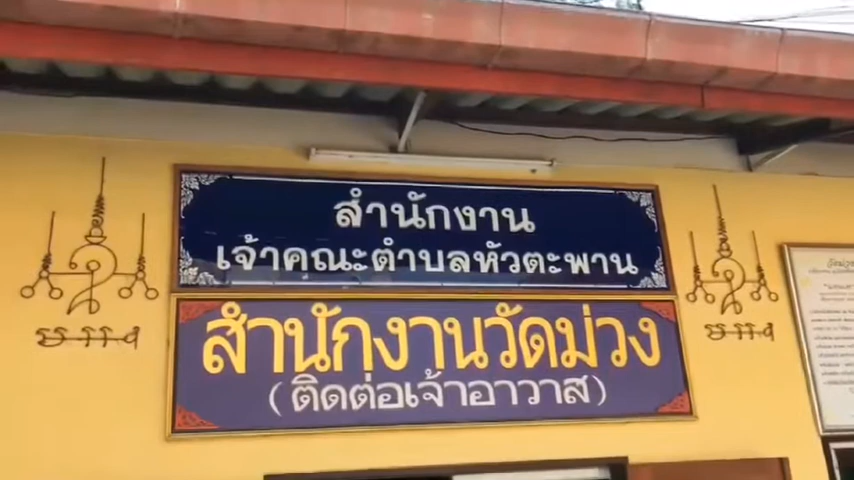 สำนักงาน
เจ้าคณะตำบลหัวตะพาน
สำนักงานวัดม่วง
(ติดต่อเจ้าอาวาส)